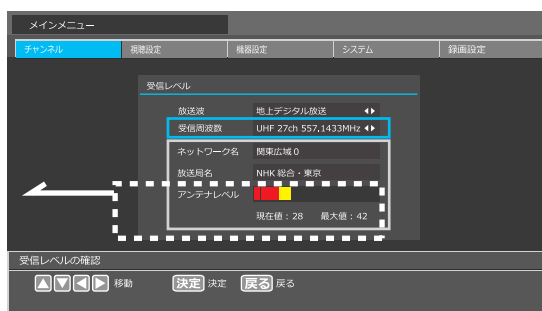 メインメニュー
チャンネル 視聴設定 機器設定 システム 録画設定
受信レベル
放送波 地上デジタル放送
受信周波数 UHF 27ch 557.1433MHz
ネットワーク名 関東広域 0
放送局名 NHK 総合・東京
アンテナレベル
現在値：28 最大値：42
受信レベルの確認
移動 決定 決定 戻る 戻る